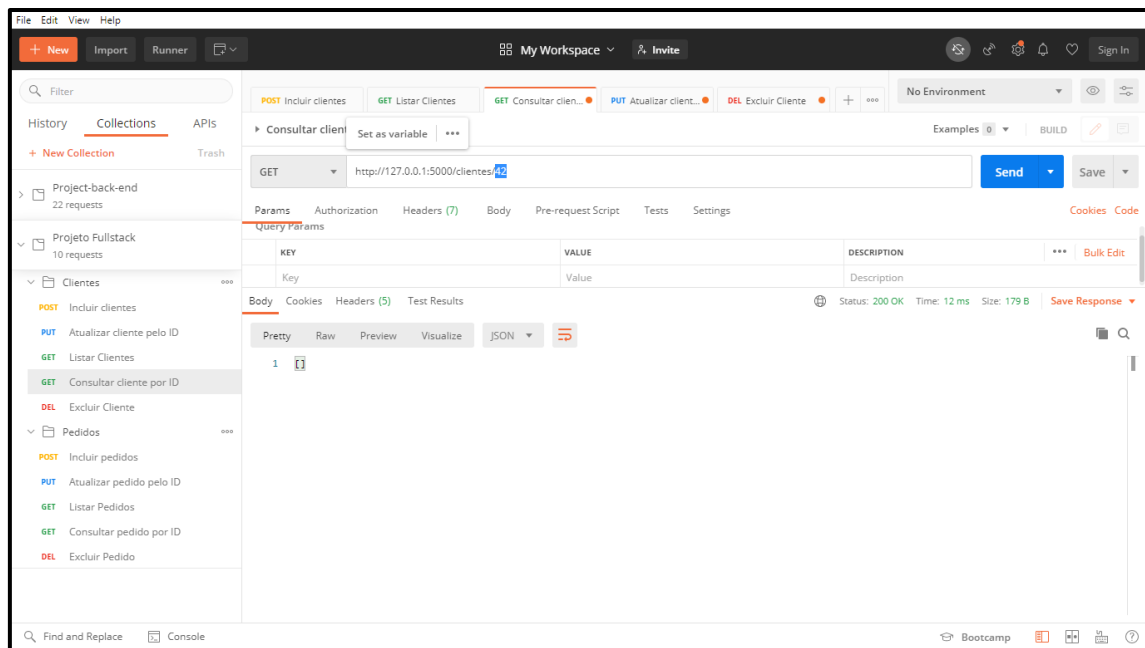 File Edit View Help
+ New Import Runner My Workspace Invite Sign In
Filter
History Collections APIs
+ New Collection Trash
Project-back-end
22 requests
Projeto Fullstack
10 requests
Clientes
POST Incluir clientes
PUT Atualizar cliente pelo ID
GET Listar Clientes
GET Consultar cliente por ID
DEL Excluir Cliente
Pedidos
POST Incluir pedidos
PUT Atualizar pedido pelo ID
GET Listar Pedidos
GET Consultar pedido por ID
DEL Excluir Pedido
POST Incluir clientes GET Listar Clientes GET Consultar clien... PUT Atualizar client... DEL Excluir Cliente + ooo No Environment
Consultar client Set as variable ••• Examples 0 BUILD
GET http://127.0.0.1:5000/clientes/42 Send Save
Params Authorization Headers (7) Body Pre-request Script Tests Settings Cookies Code
Query Params
KEY VALUE DESCRIPTION ••• Bulk Edit
Key Value Description
Body Cookies Headers (5) Test Results Status: 200 OK Time: 12 ms Size: 179 B Save Response
Pretty Raw Preview Visualize JSON
1 []
Find and Replace Console Bootcamp